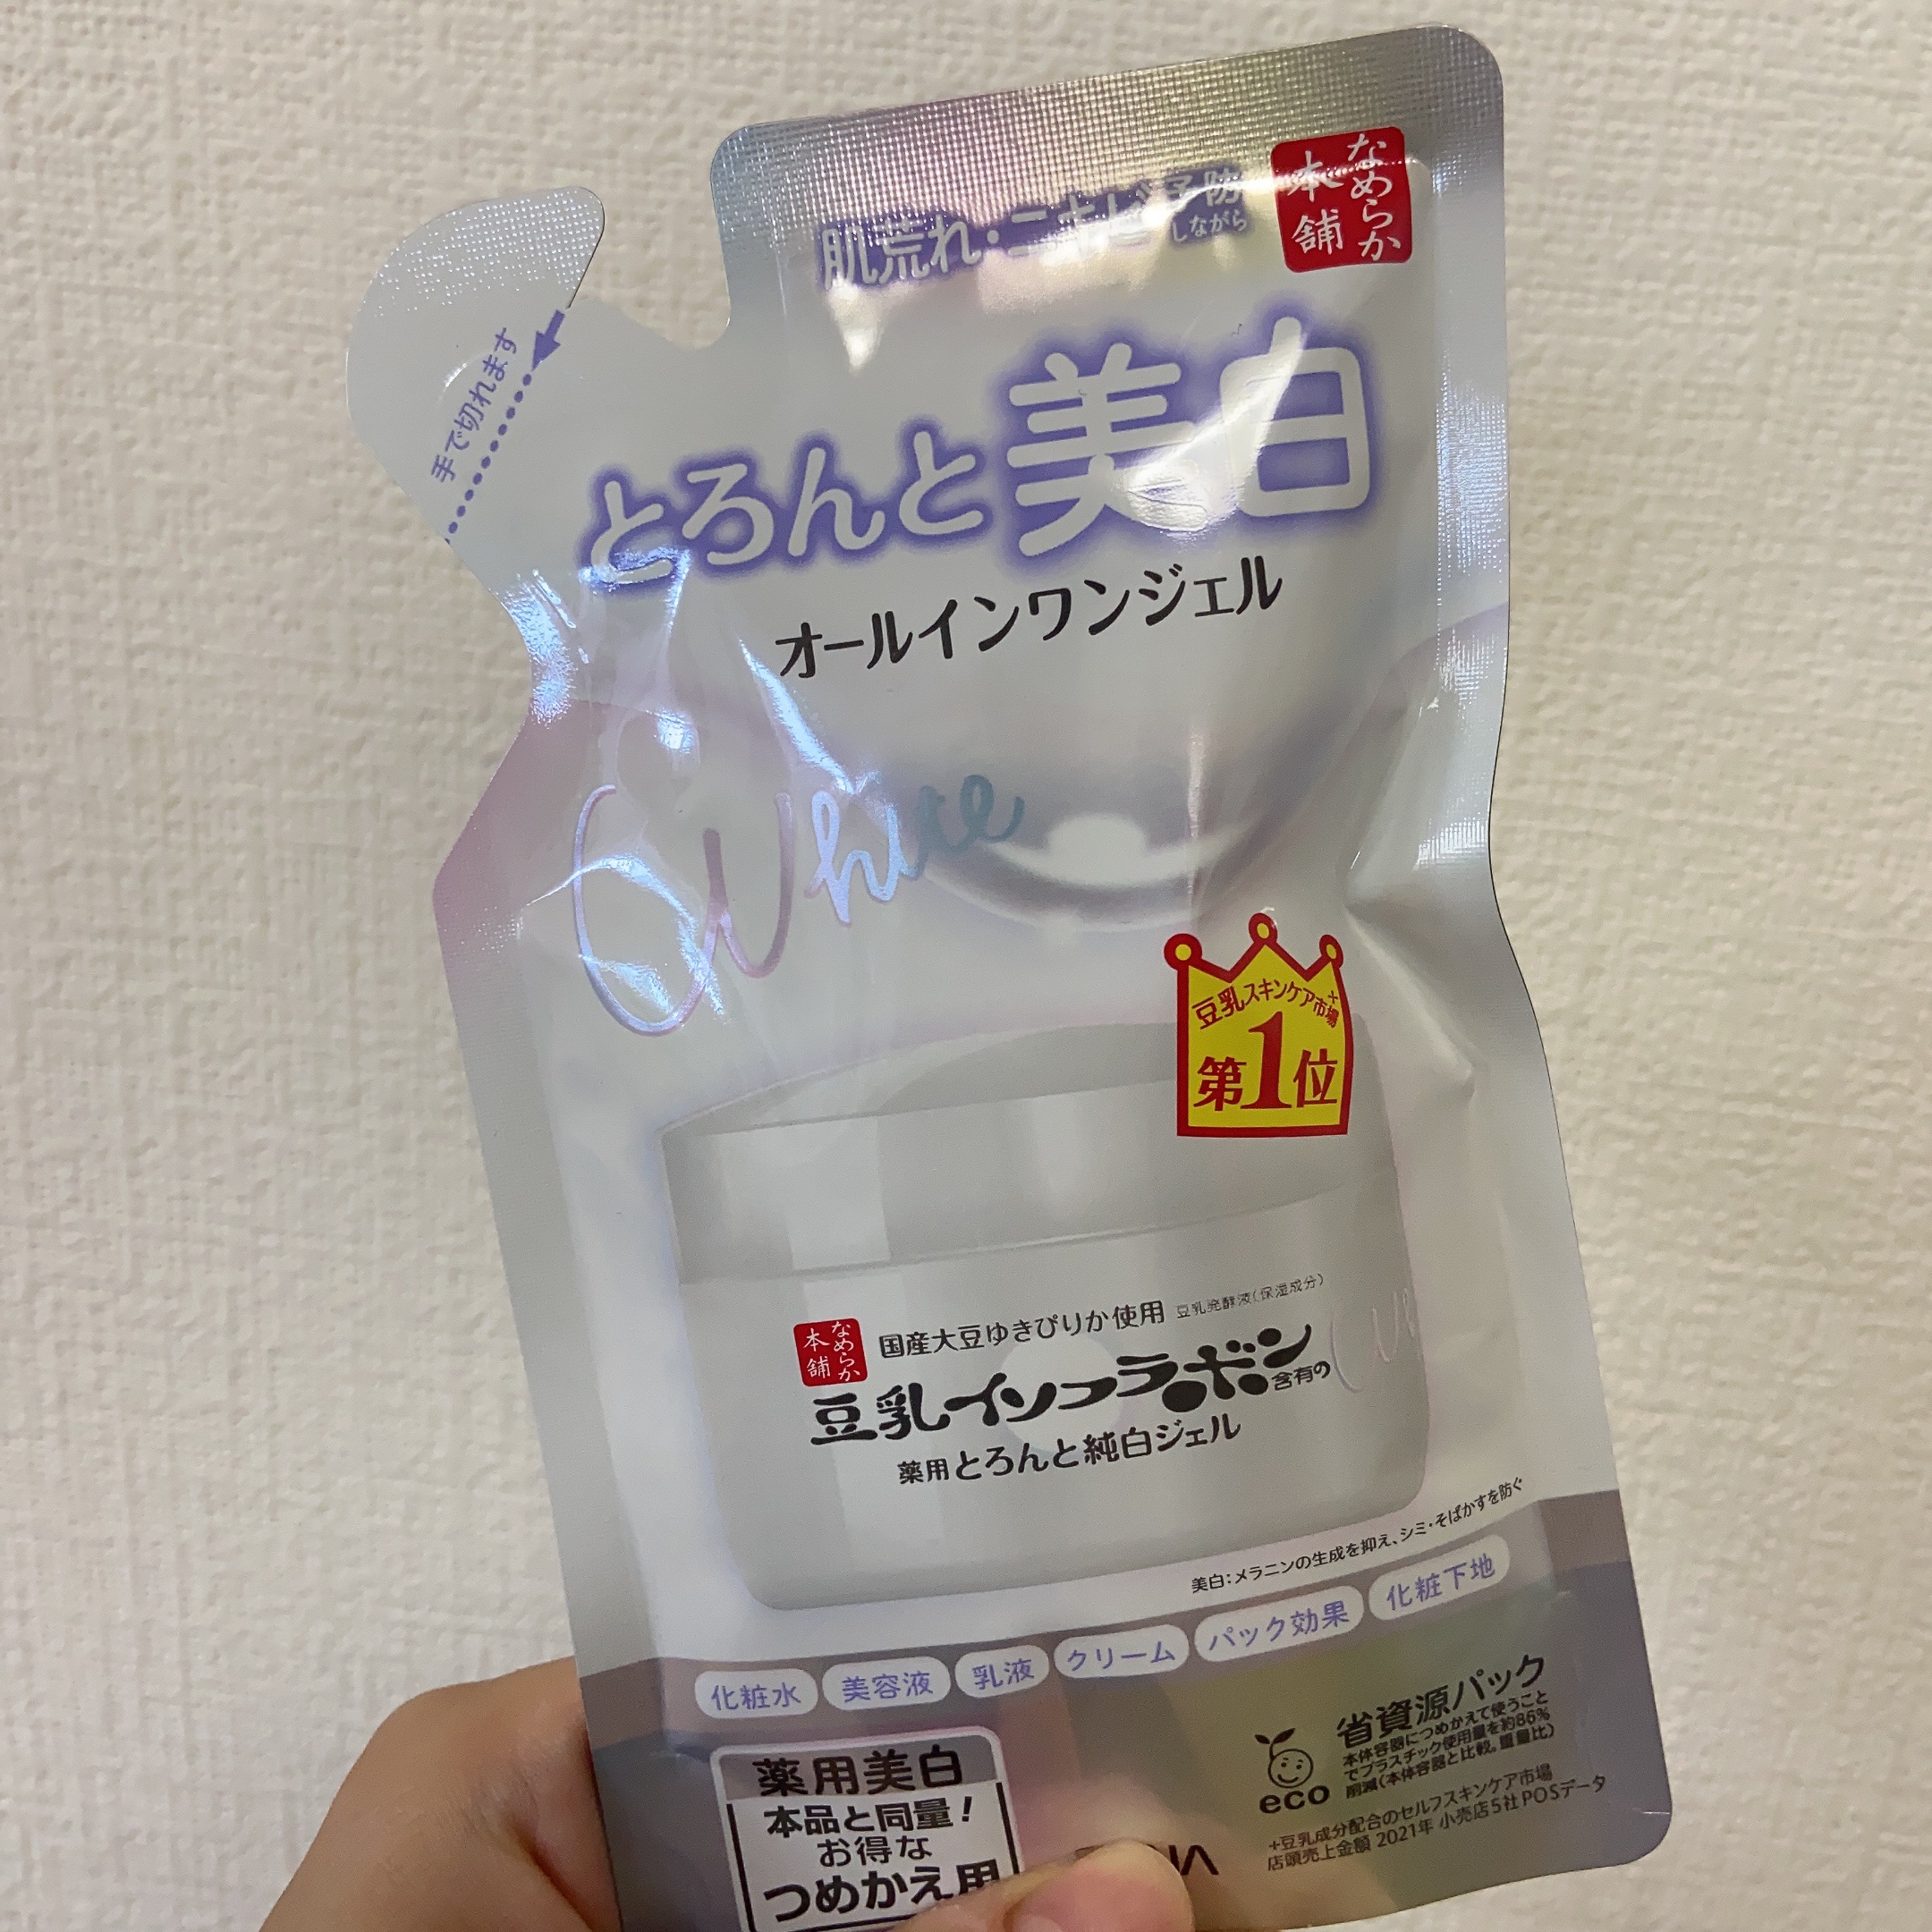 なめらか
本舗
肌荒れ・ニキビ予防
しながら
手で切れます
とろんと美白
オールインワンジェル
White
豆乳スキンケア市場+
第1位
なめらか
本舗
国産大豆ゆきぴりか使用 豆乳発酵液(保湿成分)
豆乳イソフラボン含有の
薬用とろんと純白ジェル
美白:メラニンの生成を抑え、シミ・そばかすを防ぐ
化粧水 美容液 乳液 クリーム パック効果 化粧下地
薬用美白
本品と同量!
お得な
つめかえ用
eco
省資源パック
本体容器につめかえて使うこと
でプラスチック使用量を約86%
削減(本体容器と比較。重量比)
+豆乳成分配合のセルフスキンケア市場
店頭売上金額 2021年 小売店5社POSデータ